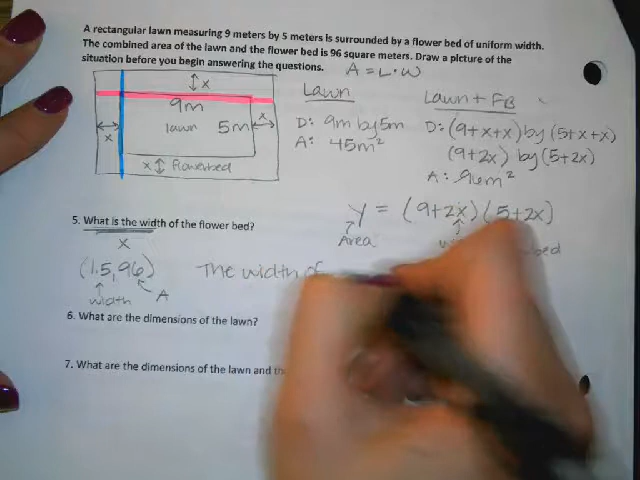 A rectangular lawn measuring 9 meters by 5 meters is surrounded by a flower bed of uniform width.
The combined area of the lawn and the flower bed is 96 square meters. Draw a picture of the
situation before you begin answering the questions. A = L·W
x
9m
lawn 5m
x
x
x flowerbed
Lawn
D: 9m by 5m
A: 45m²
Lawn + FB
D: (9+x+x) by (5+x+x)
(9+2x) by (5+2x)
A: 96m²
y = (9+2x)(5+2x)
Area
bed
5. What is the width of the flower bed?
x
(1.5, 96)
width A
The width of
6. What are the dimensions of the lawn?
7. What are the dimensions of the lawn and